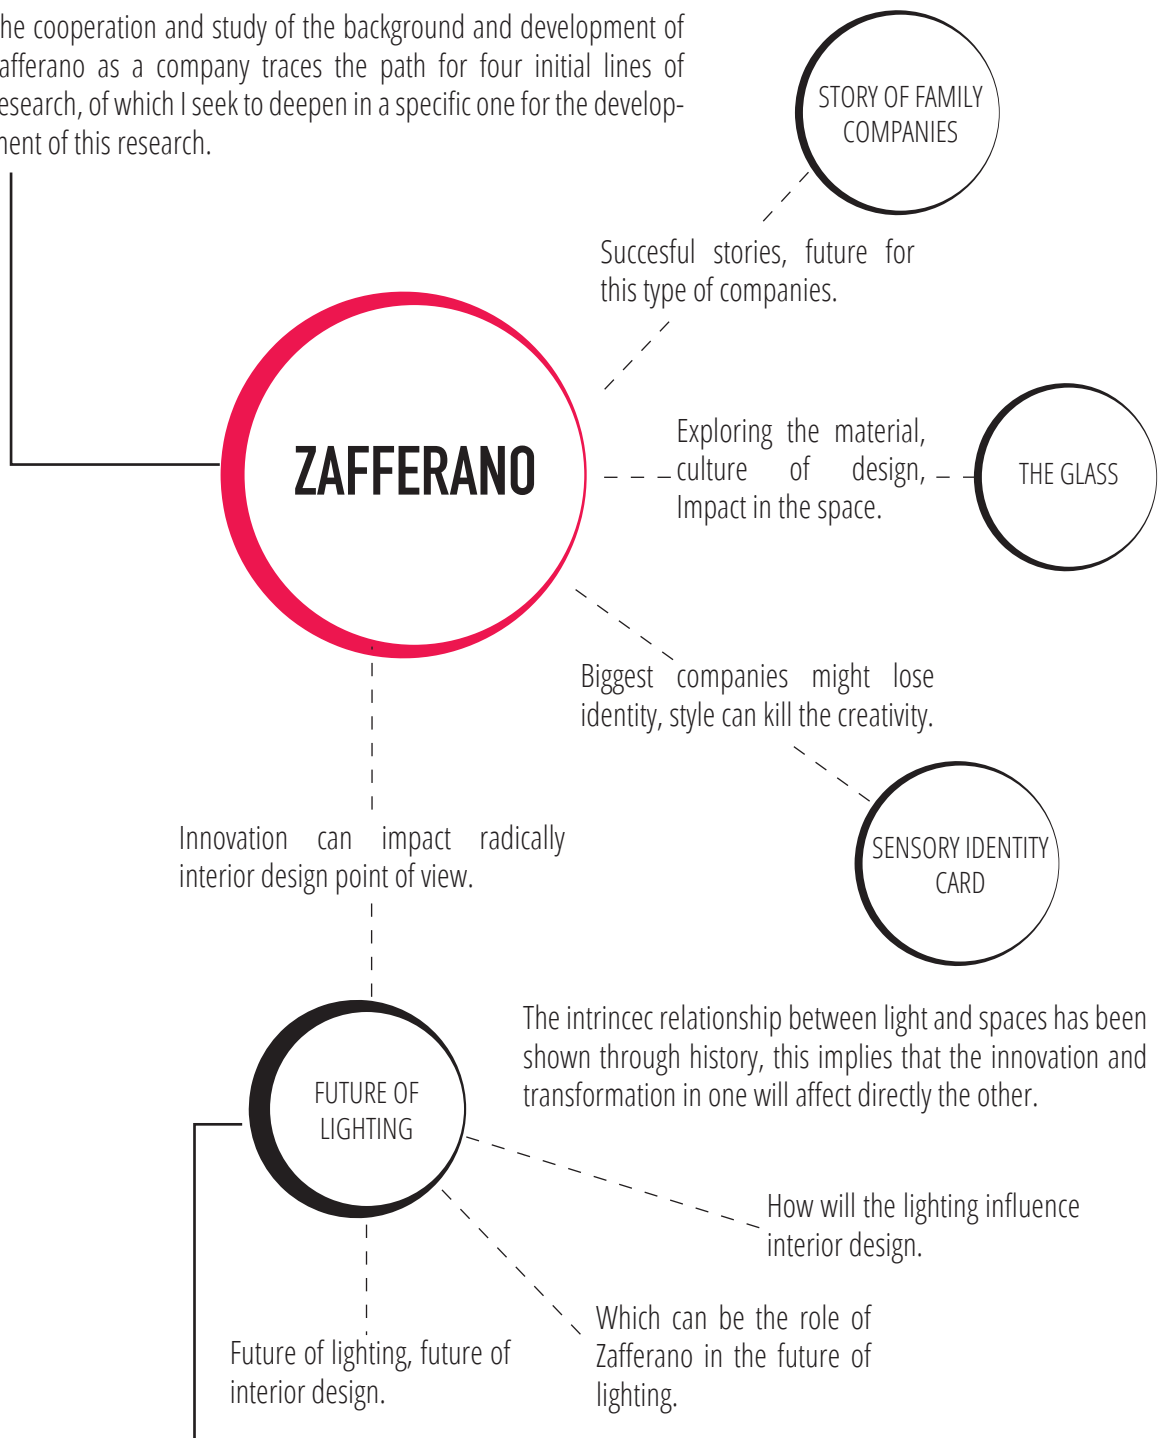 he cooperation and study of the background and development of
afferano as a company traces the path for four initial lines of
esearch, of which I seek to deepen in a specific one for the develop-
ment of this research.
STORY OF FAMILY
COMPANIES
Succesful stories, future for
this type of companies.
ZAFFERANO
Exploring the material,
culture of design,
Impact in the space.
THE GLASS
Biggest companies might lose
identity, style can kill the creativity.
SENSORY IDENTITY
CARD
Innovation can impact radically
interior design point of view.
The intrincec relationship between light and spaces has been
shown through history, this implies that the innovation and
transformation in one will affect directly the other.
FUTURE OF
LIGHTING
How will the lighting influence
interior design.
Which can be the role of
Zafferano in the future of
lighting.
Future of lighting, future of
interior design.